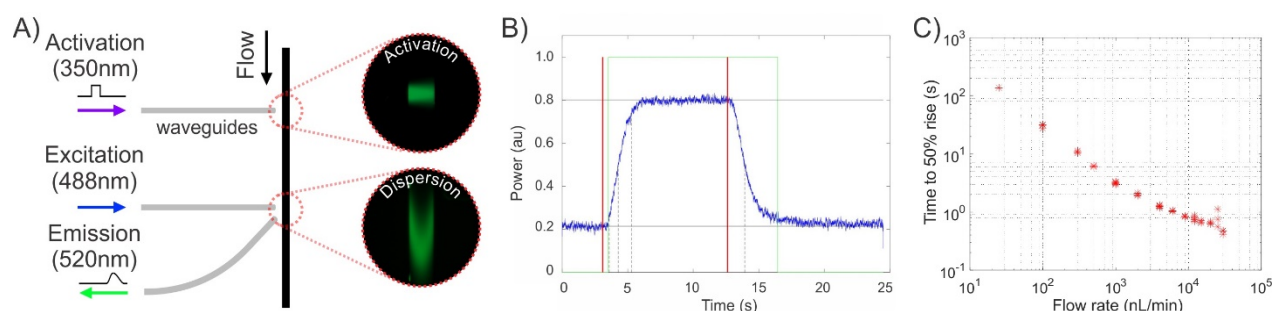 A)
Activation
(350nm)
Flow
waveguides
Excitation
(488nm)
Emission
(520nm)
Activation
Dispersion
B)
Power (au)
1.0
0.8
0.6
0.4
0.2
0
0
5
10
15
20
25
Time (s)
C)
Time to 50% rise (s)
10³
10²
10¹
10⁰
10⁻¹
10¹
10²
10³
10⁴
10⁵
Flow rate (nL/min)